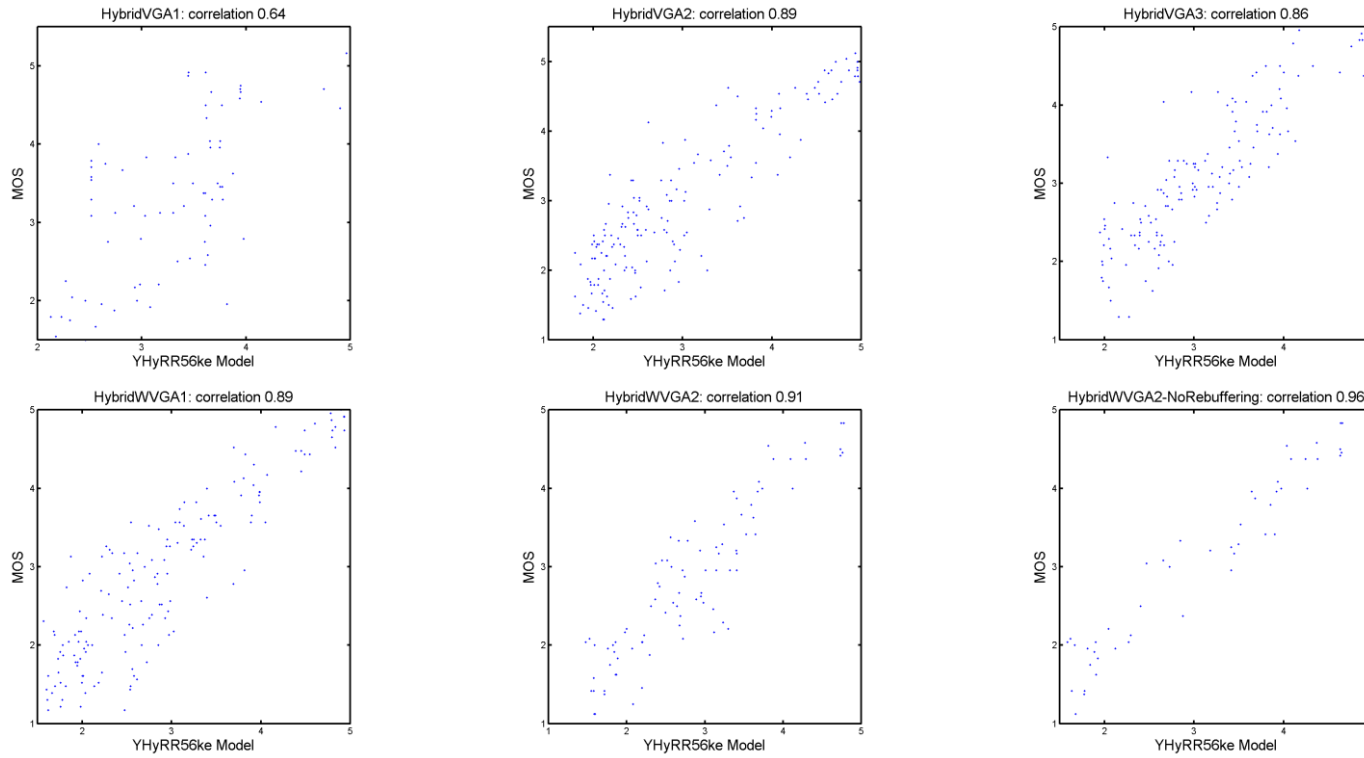 HybridVGA1: correlation 0.64
5
4
3
2
MOS
2
3
4
5
YHyRR56ke Model
HybridVGA2: correlation 0.89
5
4
3
2
1
MOS
2
3
4
5
YHyRR56ke Model
HybridVGA3: correlation 0.86
5
4
3
2
1
MOS
2
3
4
YHyRR56ke Model
HybridWVGA1: correlation 0.89
5
4
3
2
1
MOS
2
3
4
5
YHyRR56ke Model
HybridWVGA2: correlation 0.91
5
4
3
2
1
MOS
1
2
3
4
5
YHyRR56ke Model
HybridWVGA2-NoRebuffering: correlation 0.96
5
4
3
2
1
MOS
2
3
4
YHyRR56ke Model